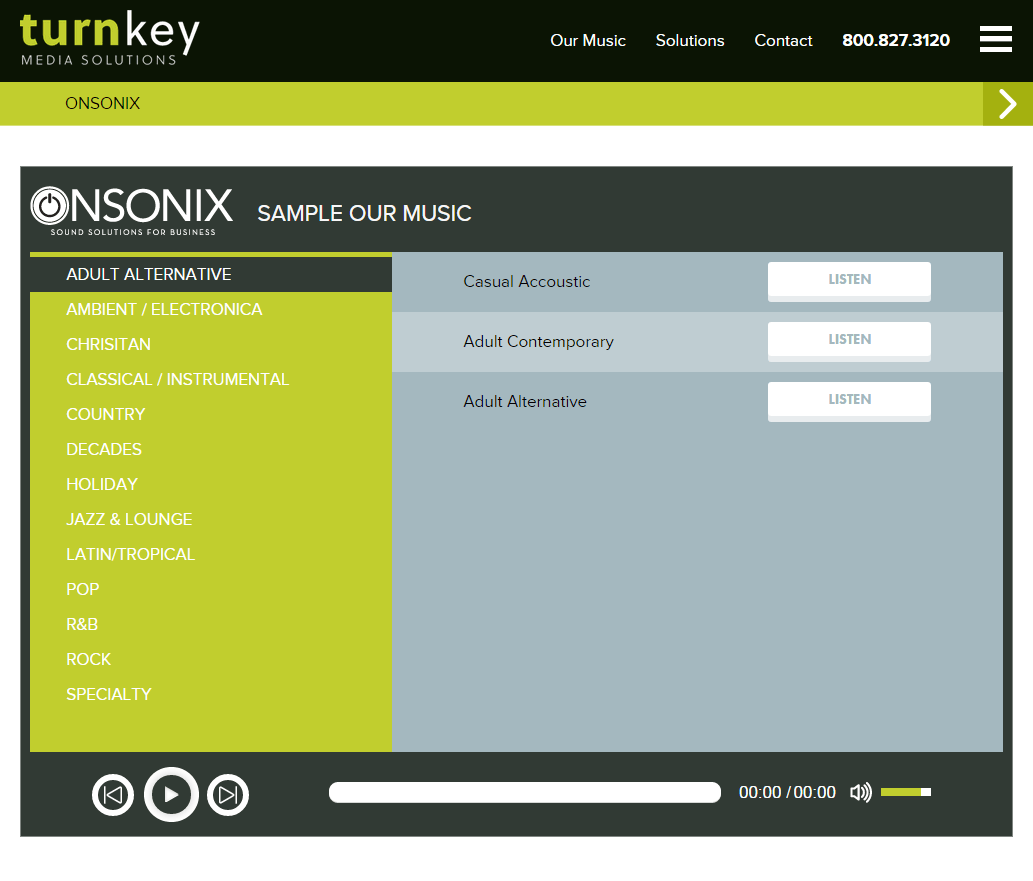 turnkey
MEDIA SOLUTIONS
Our Music Solutions Contact 800.827.3120
ONSONIX
ONSONIX
SOUND SOLUTIONS FOR BUSINESS
SAMPLE OUR MUSIC
ADULT ALTERNATIVE
AMBIENT / ELECTRONICA
CHRISITAN
CLASSICAL / INSTRUMENTAL
COUNTRY
DECADES
HOLIDAY
JAZZ & LOUNGE
LATIN/TROPICAL
POP
R&B
ROCK
SPECIALTY
Casual Accoustic LISTEN
Adult Contemporary LISTEN
Adult Alternative LISTEN
00:00 / 00:00